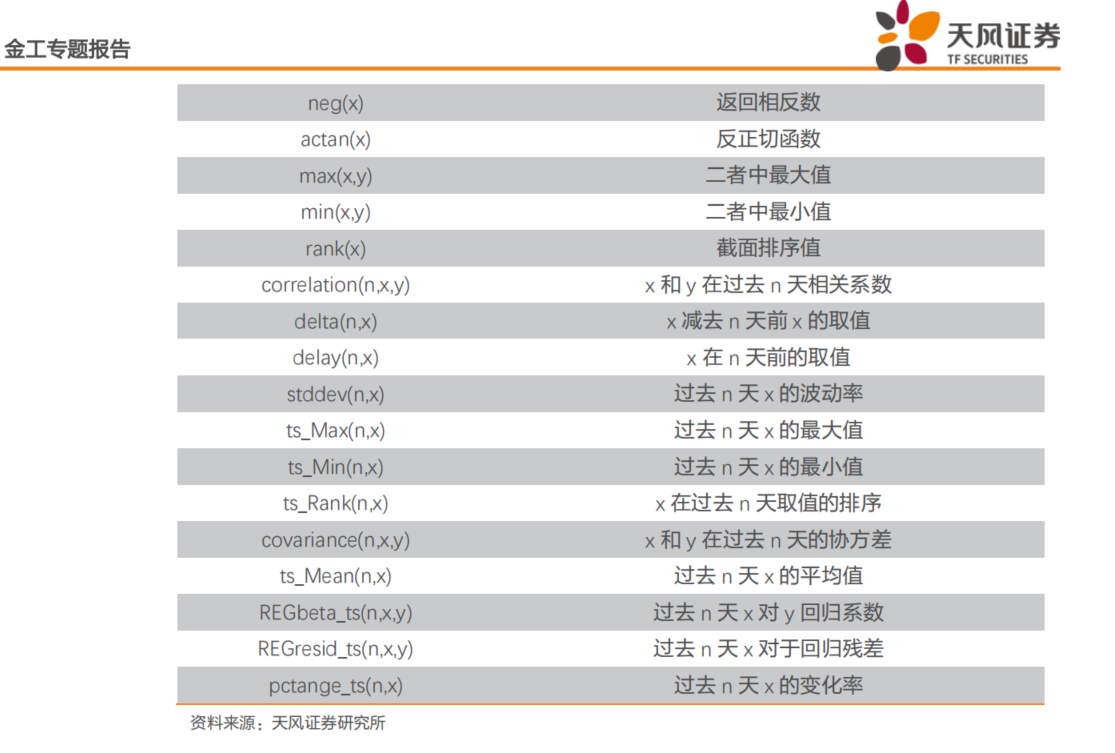 金工专题报告
天风证券
TF SECURITIES
neg(x) 返回相反数
actan(x) 反正切函数
max(x,y) 二者中最大值
min(x,y) 二者中最小值
rank(x) 截面排序值
correlation(n,x,y) x 和 y 在过去 n 天相关系数
delta(n,x) x 减去 n 天前 x 的取值
delay(n,x) x 在 n 天前的取值
stddev(n,x) 过去 n 天 x 的波动率
ts_Max(n,x) 过去 n 天 x 的最大值
ts_Min(n,x) 过去 n 天 x 的最小值
ts_Rank(n,x) x 在过去 n 天取值的排序
covariance(n,x,y) x 和 y 在过去 n 天的协方差
ts_Mean(n,x) 过去 n 天 x 的平均值
REGbeta_ts(n,x,y) 过去 n 天 x 对 y 回归系数
REGresid_ts(n,x,y) 过去 n 天 x 对于回归残差
pctange_ts(n,x) 过去 n 天 x 的变化率
资料来源：天风证券研究所